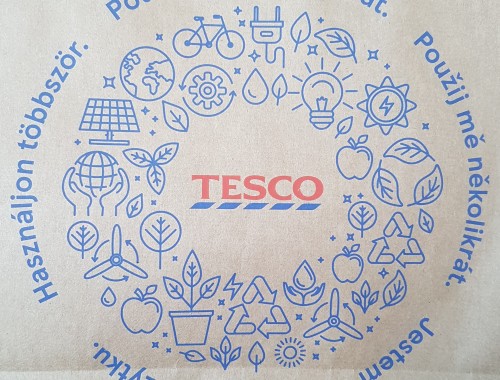 Használjon többször.
Použij mě několikrát.
TESCO
Jestem